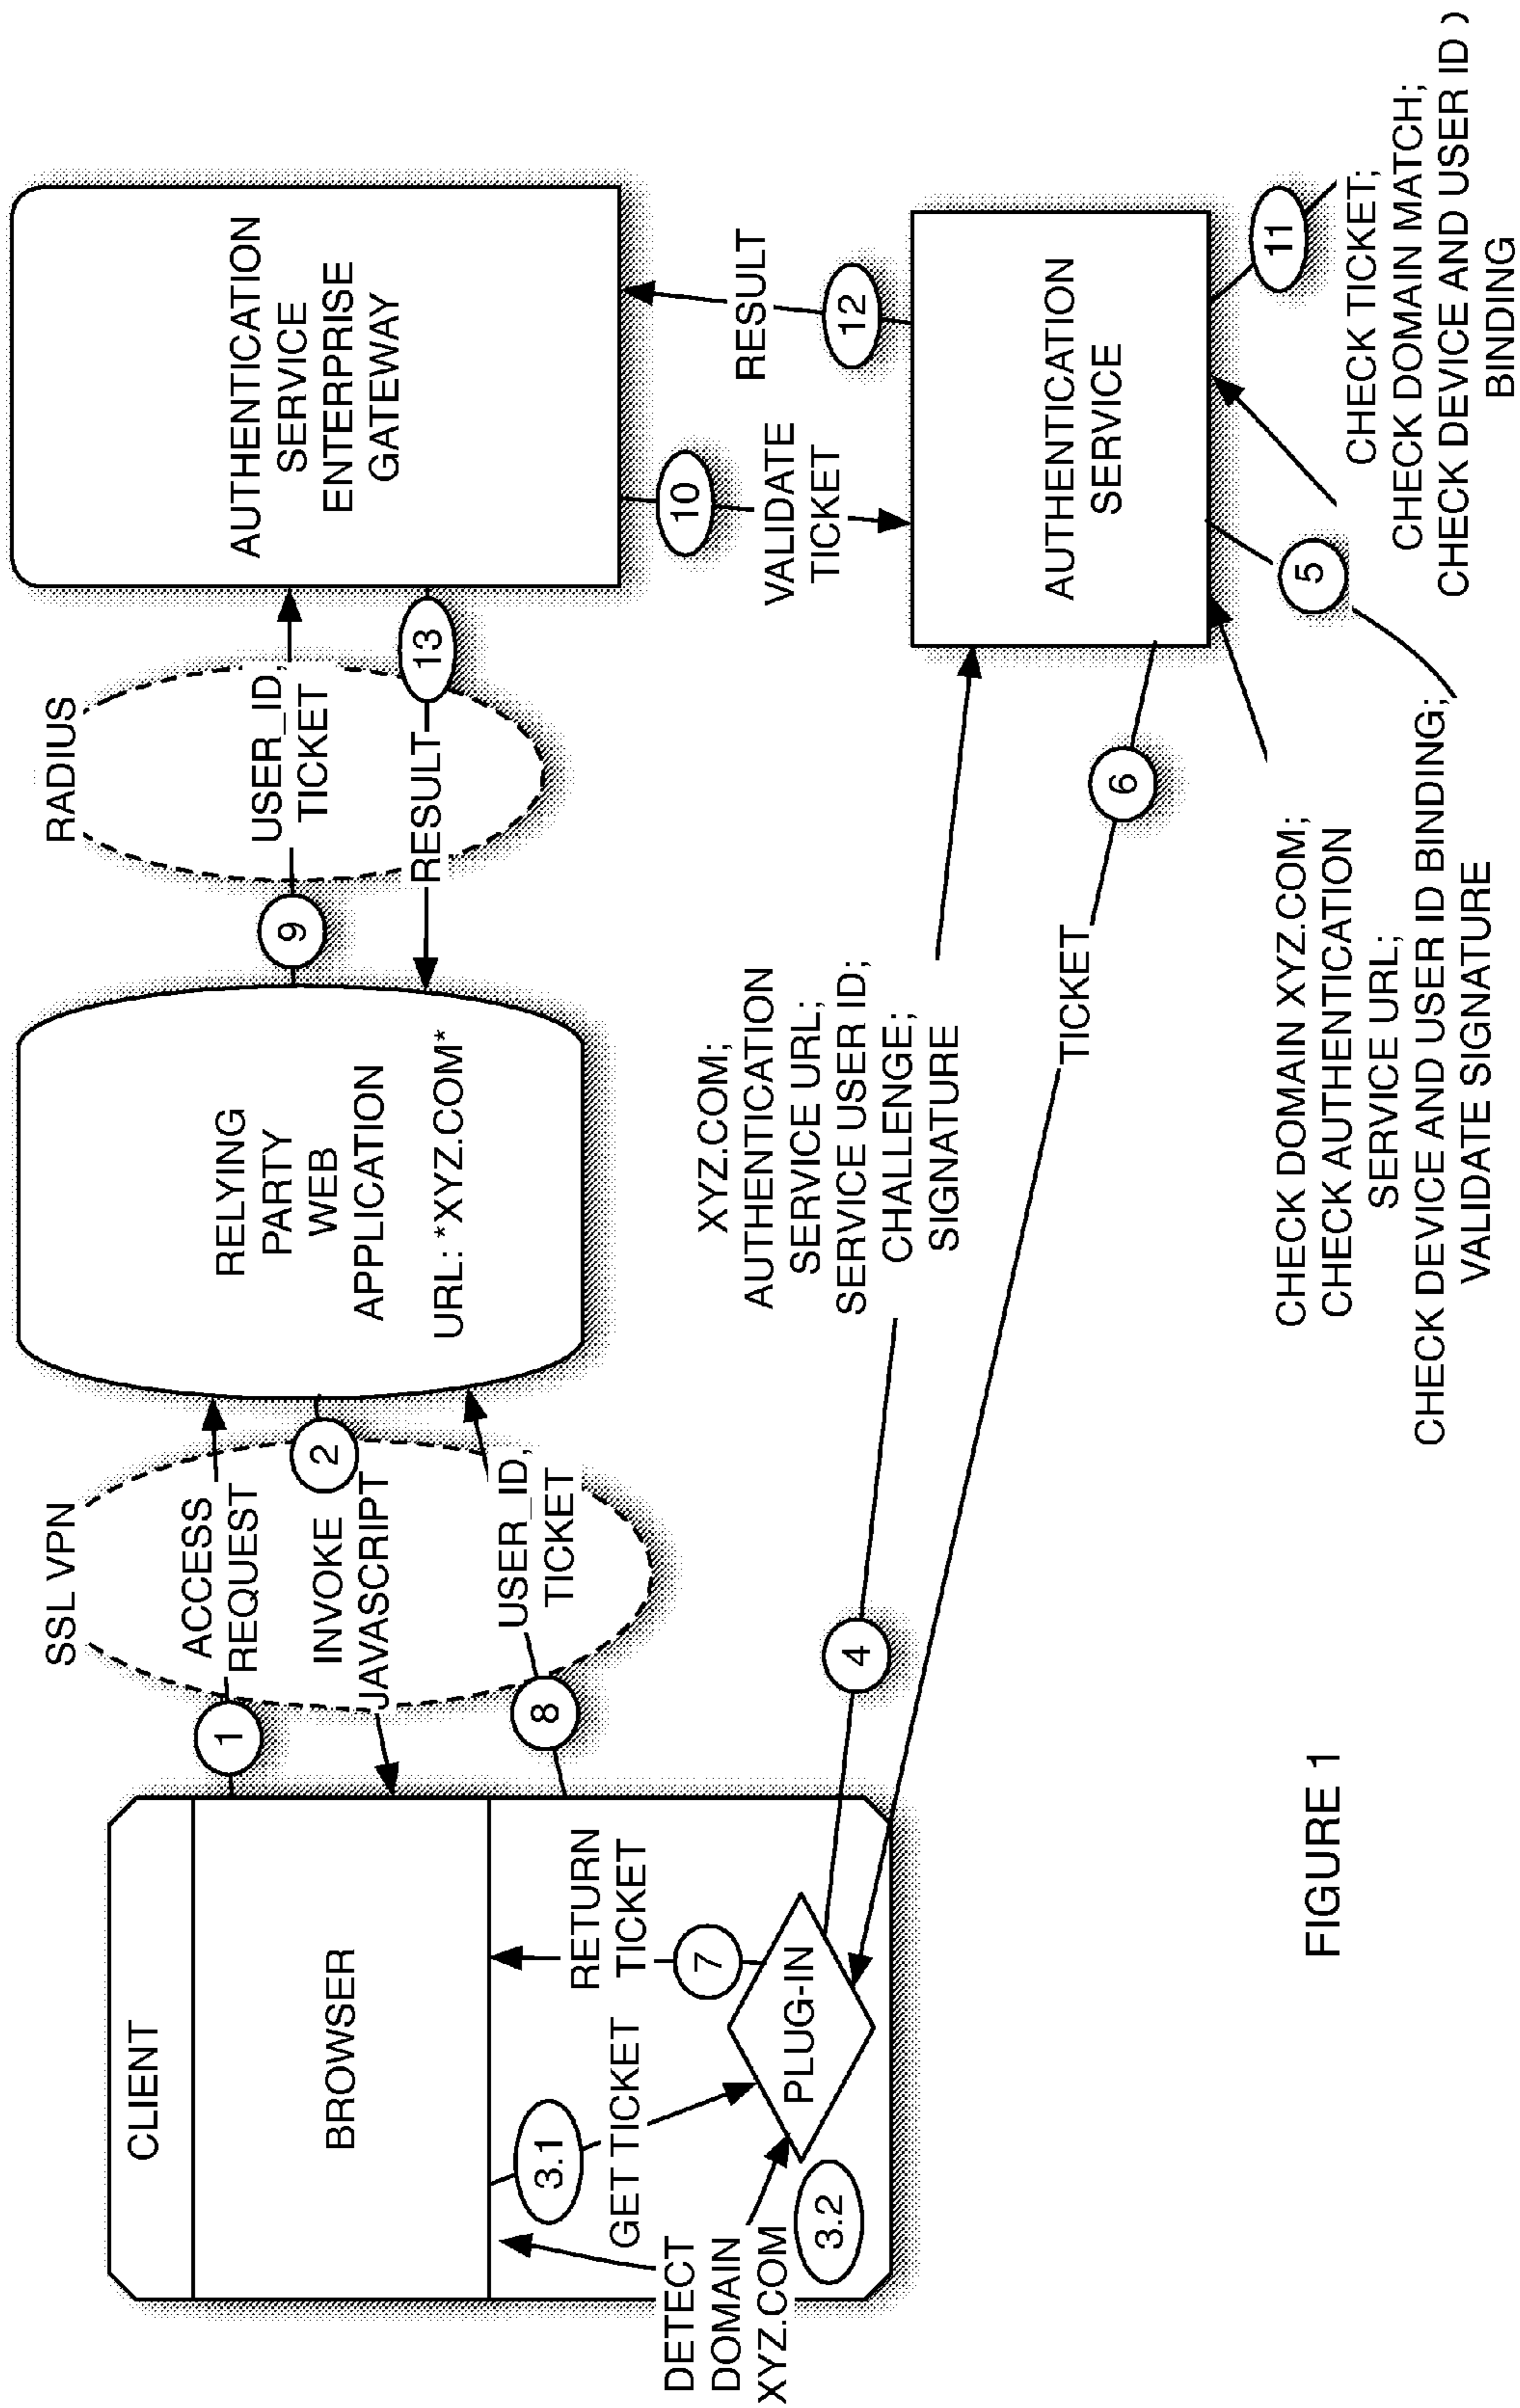 CLIENT
BROWSER
DETECT
DOMAIN
XYZ.COM
3.2
3.1
GET TICKET
7
RETURN
TICKET
PLUG-IN
SSL VPN
1
ACCESS
REQUEST
2
INVOKE
JAVASCRIPT
8
USER_ID,
TICKET
RELYING
PARTY
WEB
APPLICATION
URL: *XYZ.COM*
RADIUS
9
USER_ID,
TICKET
13
RESULT
AUTHENTICATION
SERVICE
ENTERPRISE
GATEWAY
4
XYZ.COM;
AUTHENTICATION
SERVICE URL;
SERVICE USER ID;
CHALLENGE;
SIGNATURE
6
TICKET
10
VALIDATE
TICKET
12
RESULT
AUTHENTICATION
SERVICE
5
CHECK DOMAIN XYZ.COM;
CHECK AUTHENTICATION
SERVICE URL;
CHECK DEVICE AND USER ID BINDING;
VALIDATE SIGNATURE
11
CHECK TICKET;
CHECK DOMAIN MATCH;
CHECK DEVICE AND USER ID )
BINDING
FIGURE 1